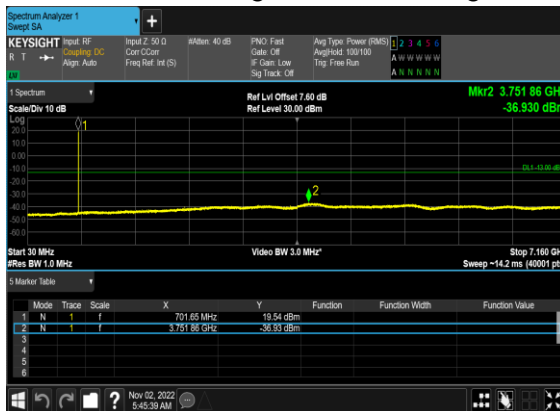 Spectrum Analyzer 1
Swept SA
+
KEYSIGHT Input: RF Input Z: 50 Ω #Atten: 40 dB PNO: Fast Avg Type: Power (RMS) 1 2 3 4 5 6
R T Coupling: DC Corr CCorr Gate: Off Avg|Hold: 100/100 A W W W W W
Align: Auto Freq Ref: Int (S) IF Gain: Low Trig: Free Run
Sig Track: Off A N N N N N
1 Spectrum Ref Lvl Offset 7.60 dB Mkr2 3.751 86 GH
Scale/Div 10 dB Ref Level 30.00 dBm -36.930 dB
Log
20.0 1
10.0
0.00
-10.0 DL1 -13.00 dB
-20.0
-30.0 2
-40.0
-50.0
-60.0
Start 30 MHz Video BW 3.0 MHz* Stop 7.160 G
#Res BW 1.0 MHz Sweep ~14.2 ms (40001 pt
5 Marker Table
Mode Trace Scale X Y Function Function Width Function Value
1 N 1 f 701.65 MHz 19.54 dBm
2 N 1 f 3.751 86 GHz -36.93 dBm
3
4
5
6
? Nov 02, 2022
5:45:39 AM